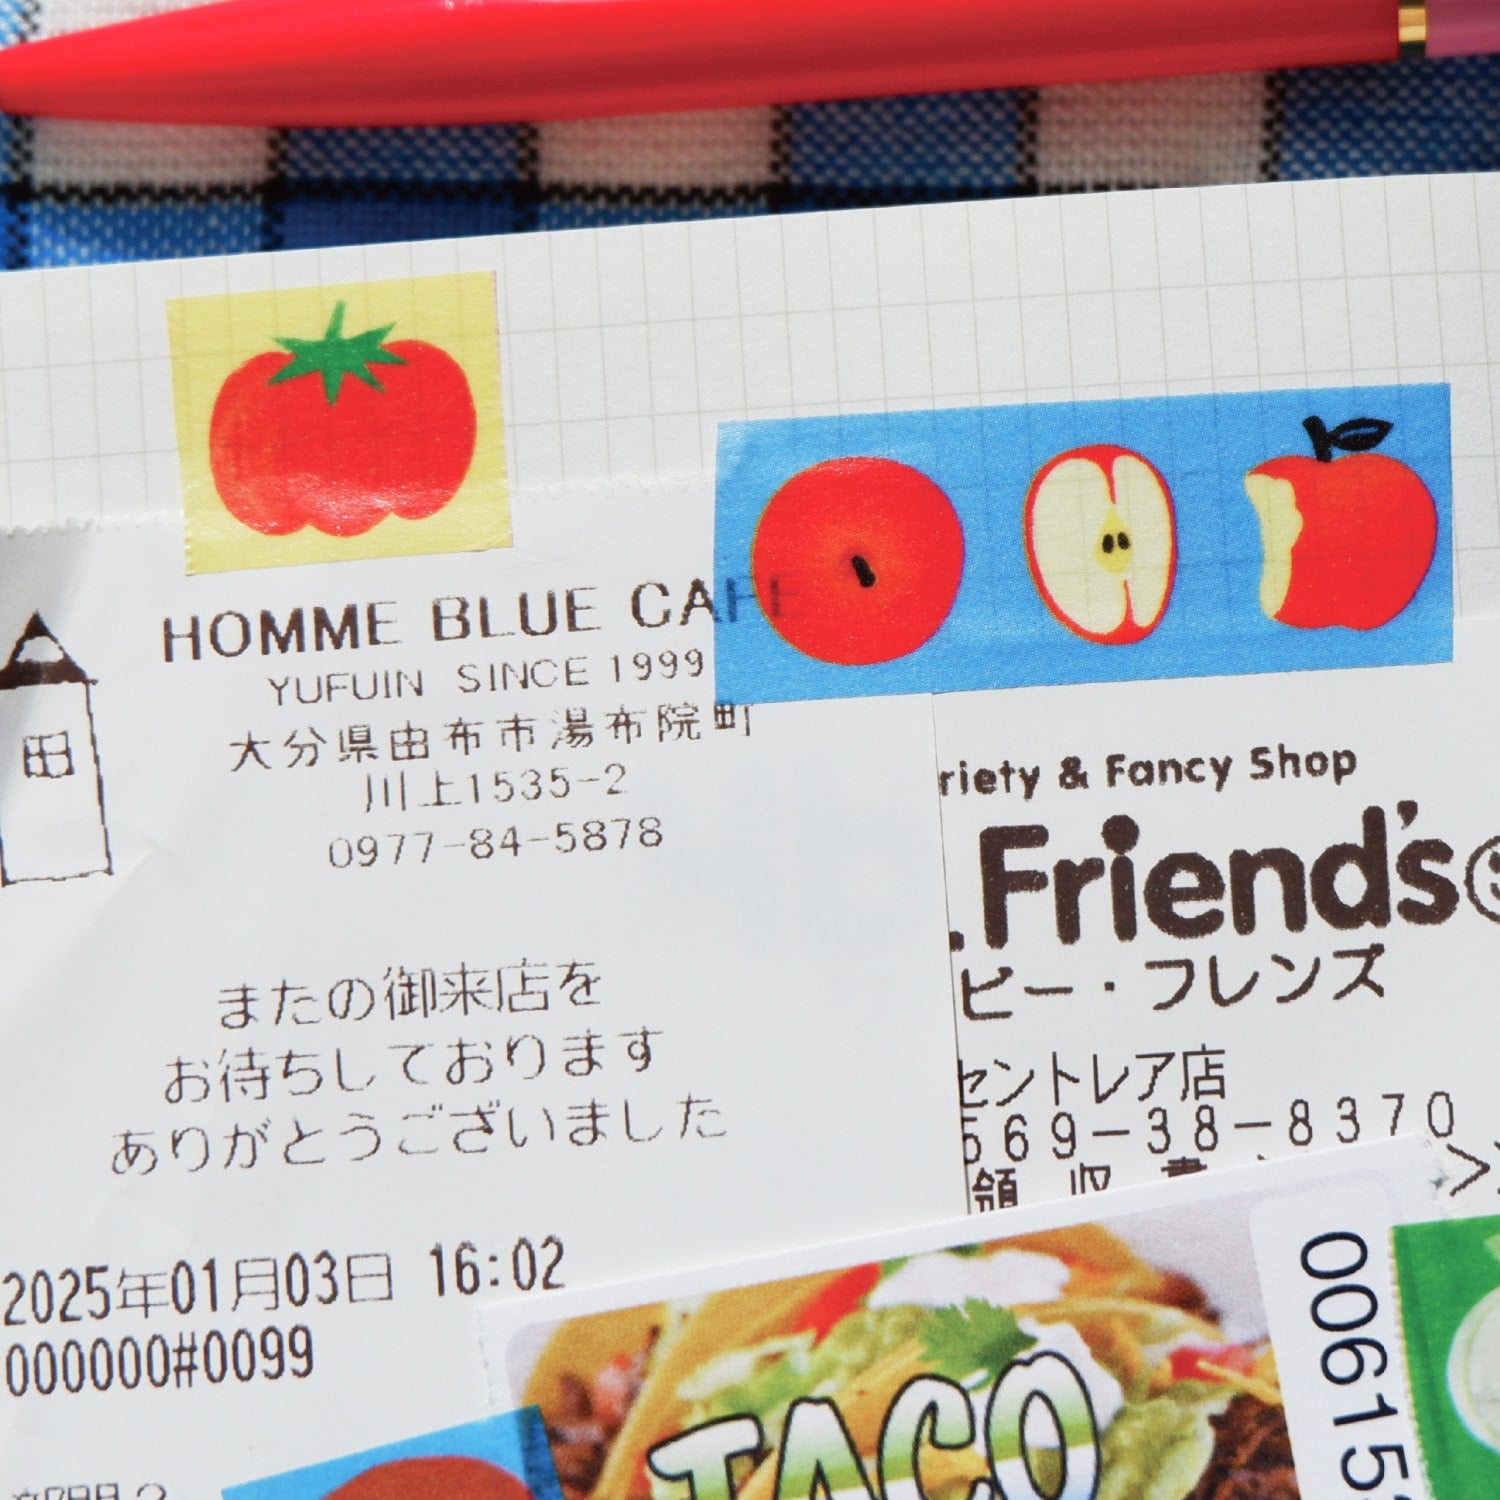 HOMME BLUE CAFE
YUFUIN SINCE 1999
大分県由布市湯布院町
川上1535-2
0977-84-5878
またの御来店を
お待ちしております
ありがとうございました
2025年01月03日 16:02
000000#0099
riety & Fancy Shop
.Friend's
ピー・フレンズ
セントレア店
569-38-8370
領収書
TACO
00615